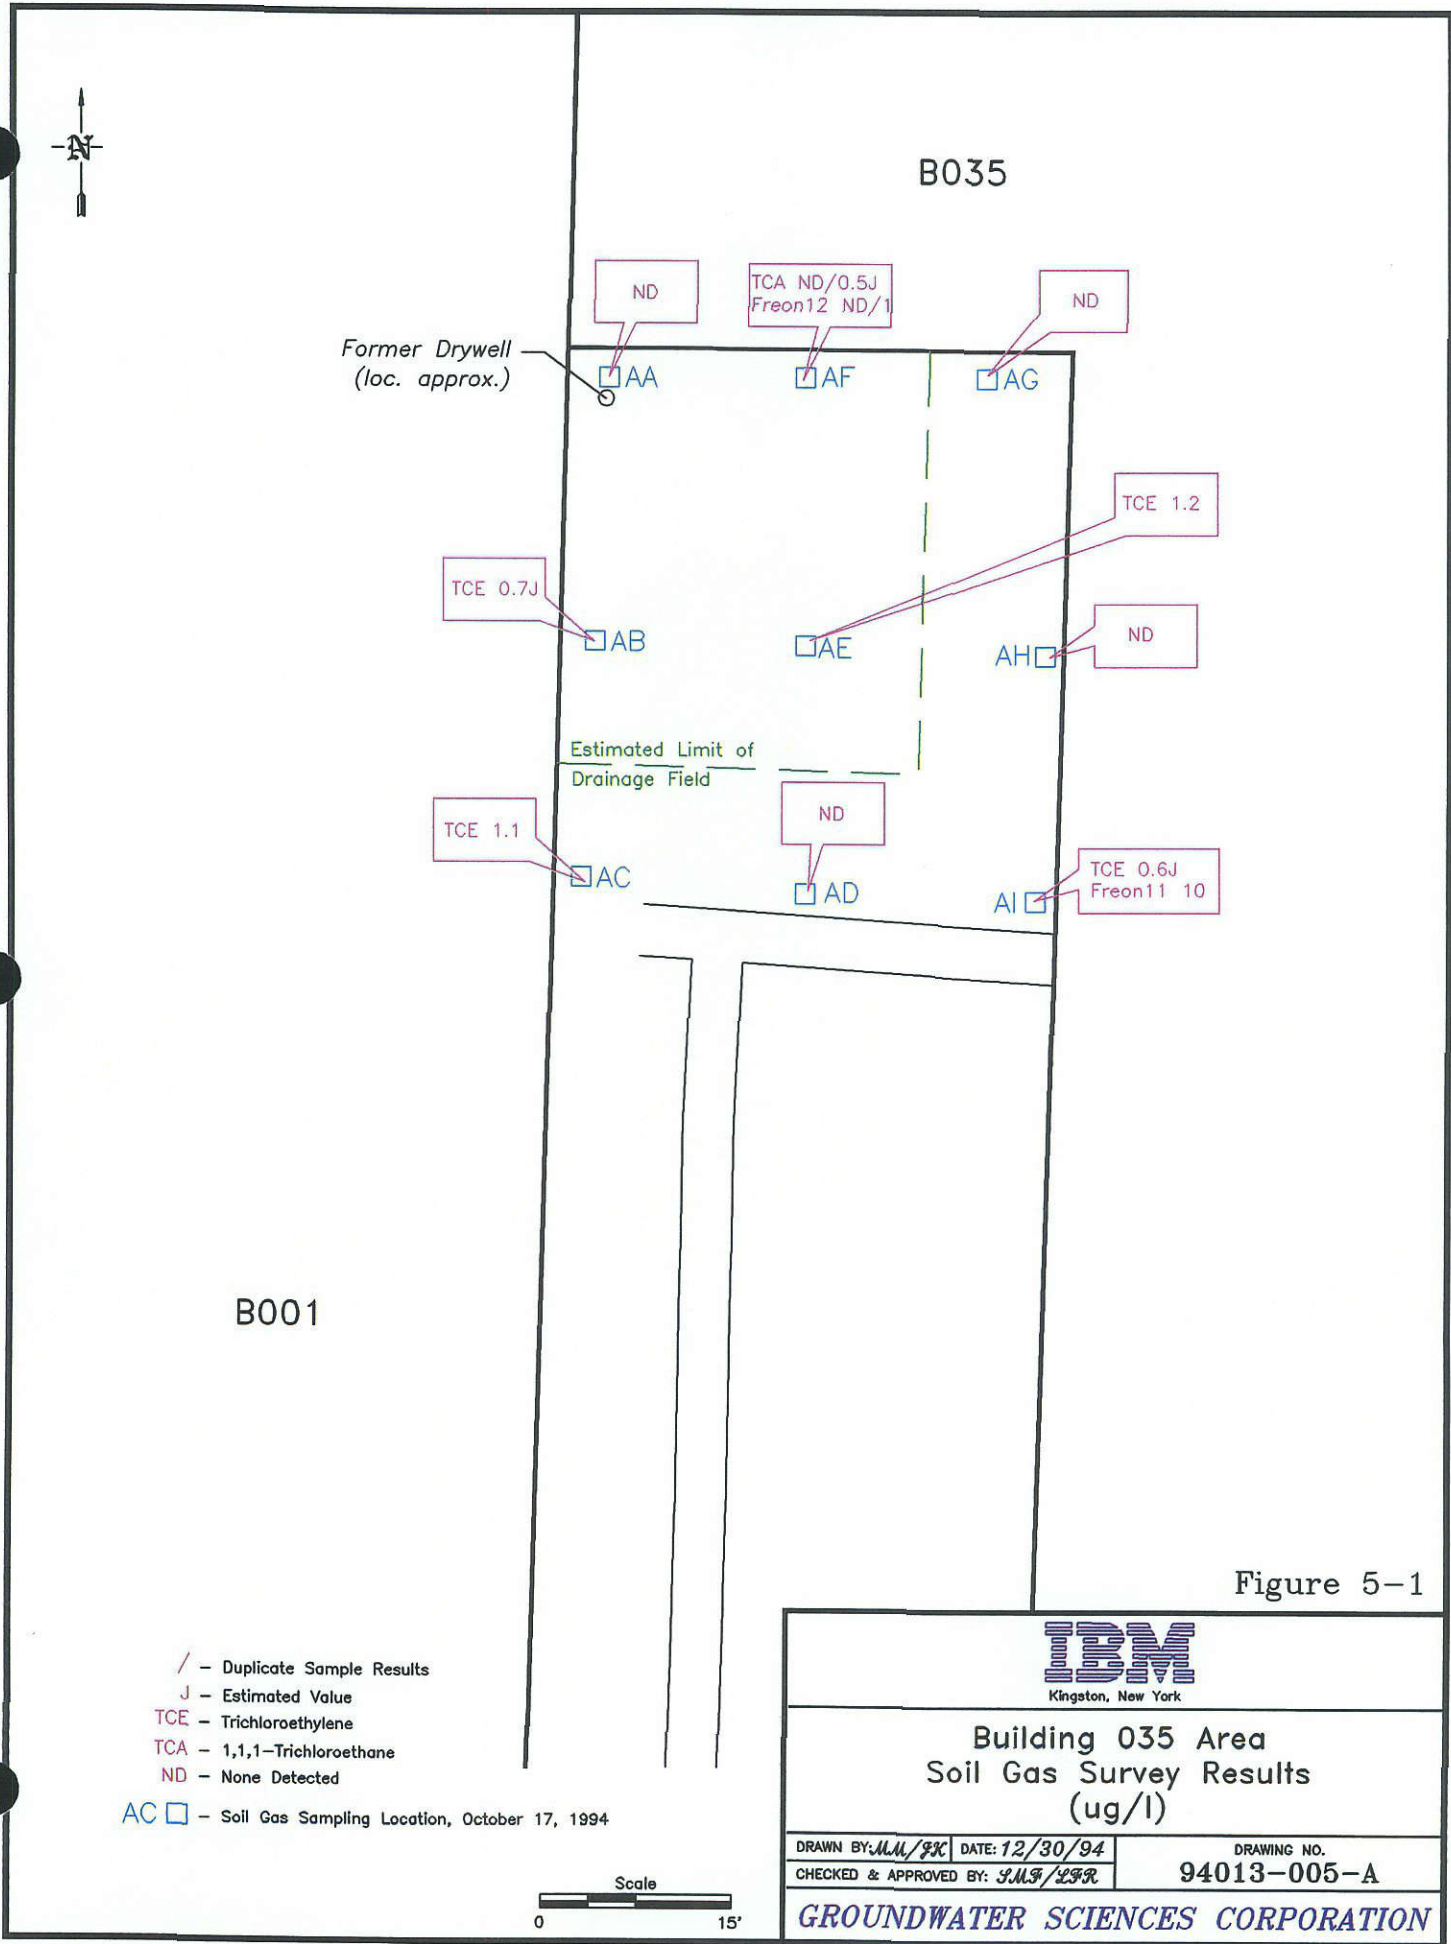 N
B035
ND
TCA ND/0.5J
Freon12 ND/1
ND
Former Drywell
(loc. approx.)
AA
AF
AG
TCE 1.2
TCE 0.7J
AB
AE
AH
ND
Estimated Limit of
Drainage Field
ND
TCE 1.1
AC
AD
AI
TCE 0.6J
Freon11 10
B001
Figure 5-1
/ - Duplicate Sample Results
J - Estimated Value
TCE - Trichloroethylene
TCA - 1,1,1-Trichloroethane
ND - None Detected
AC - Soil Gas Sampling Location, October 17, 1994
Scale
0 15'
IBM
Kingston, New York
Building 035 Area
Soil Gas Survey Results
(ug/l)
DRAWN BY: MM/JK DATE: 12/30/94
CHECKED & APPROVED BY: SMF/LFR
DRAWING NO.
94013-005-A
GROUNDWATER SCIENCES CORPORATION